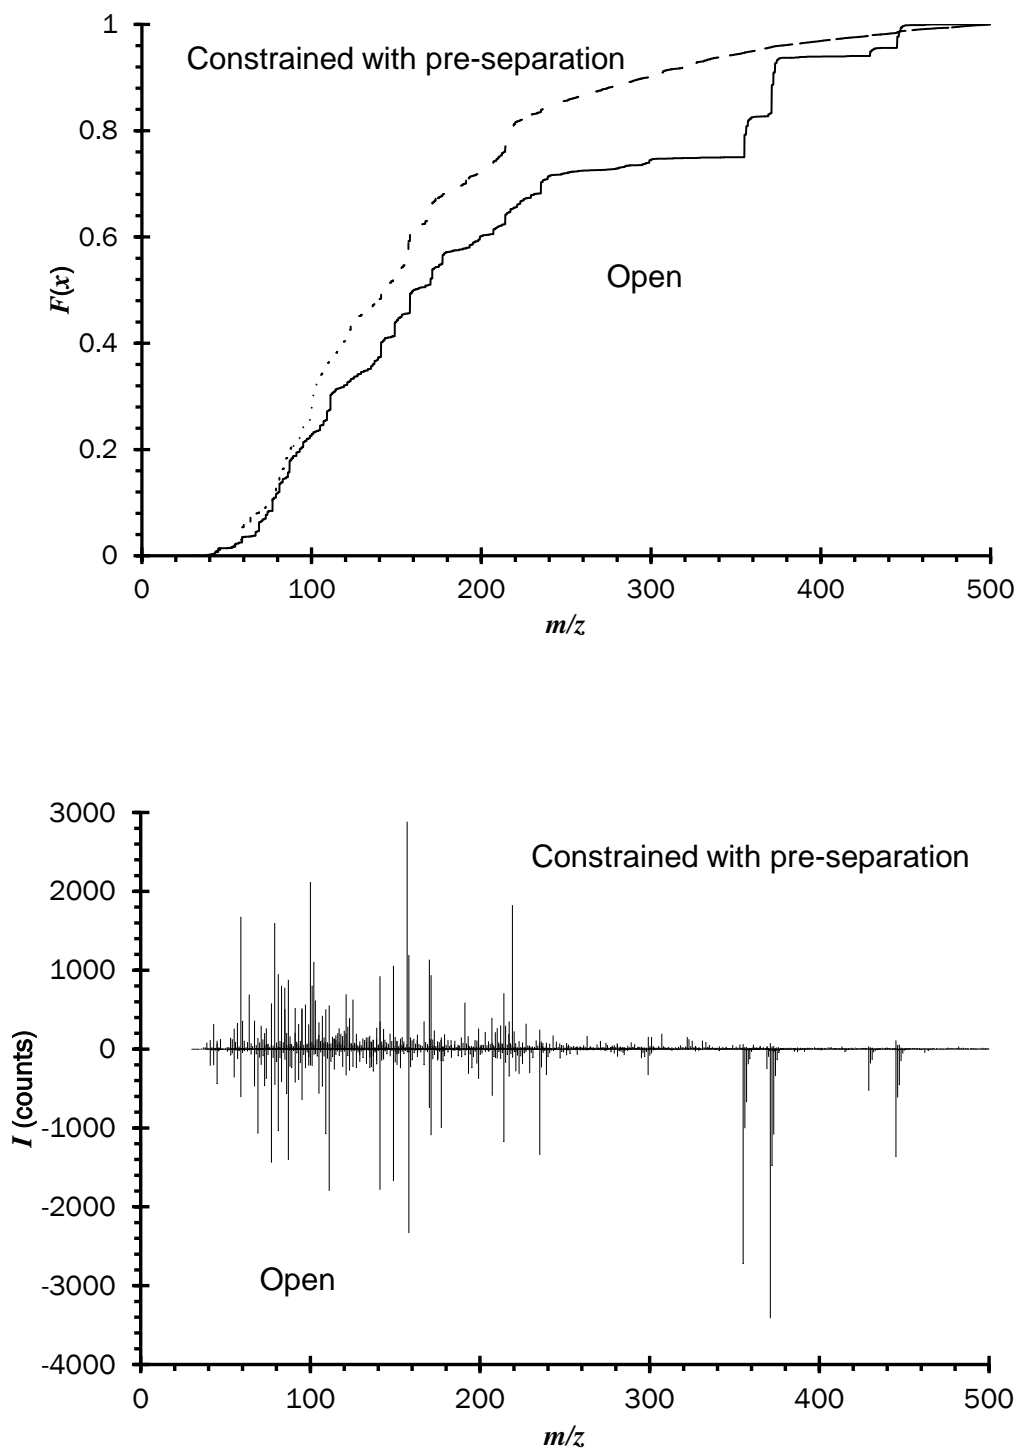 1
Constrained with pre-separation
0.8
0.6
F(x)
Open
0.4
0.2
0
0 100 200 300 400 500
m/z
3000
Constrained with pre-separation
2000
1000
0
I (counts)
-1000
-2000
Open
-3000
-4000
0 100 200 300 400 500
m/z